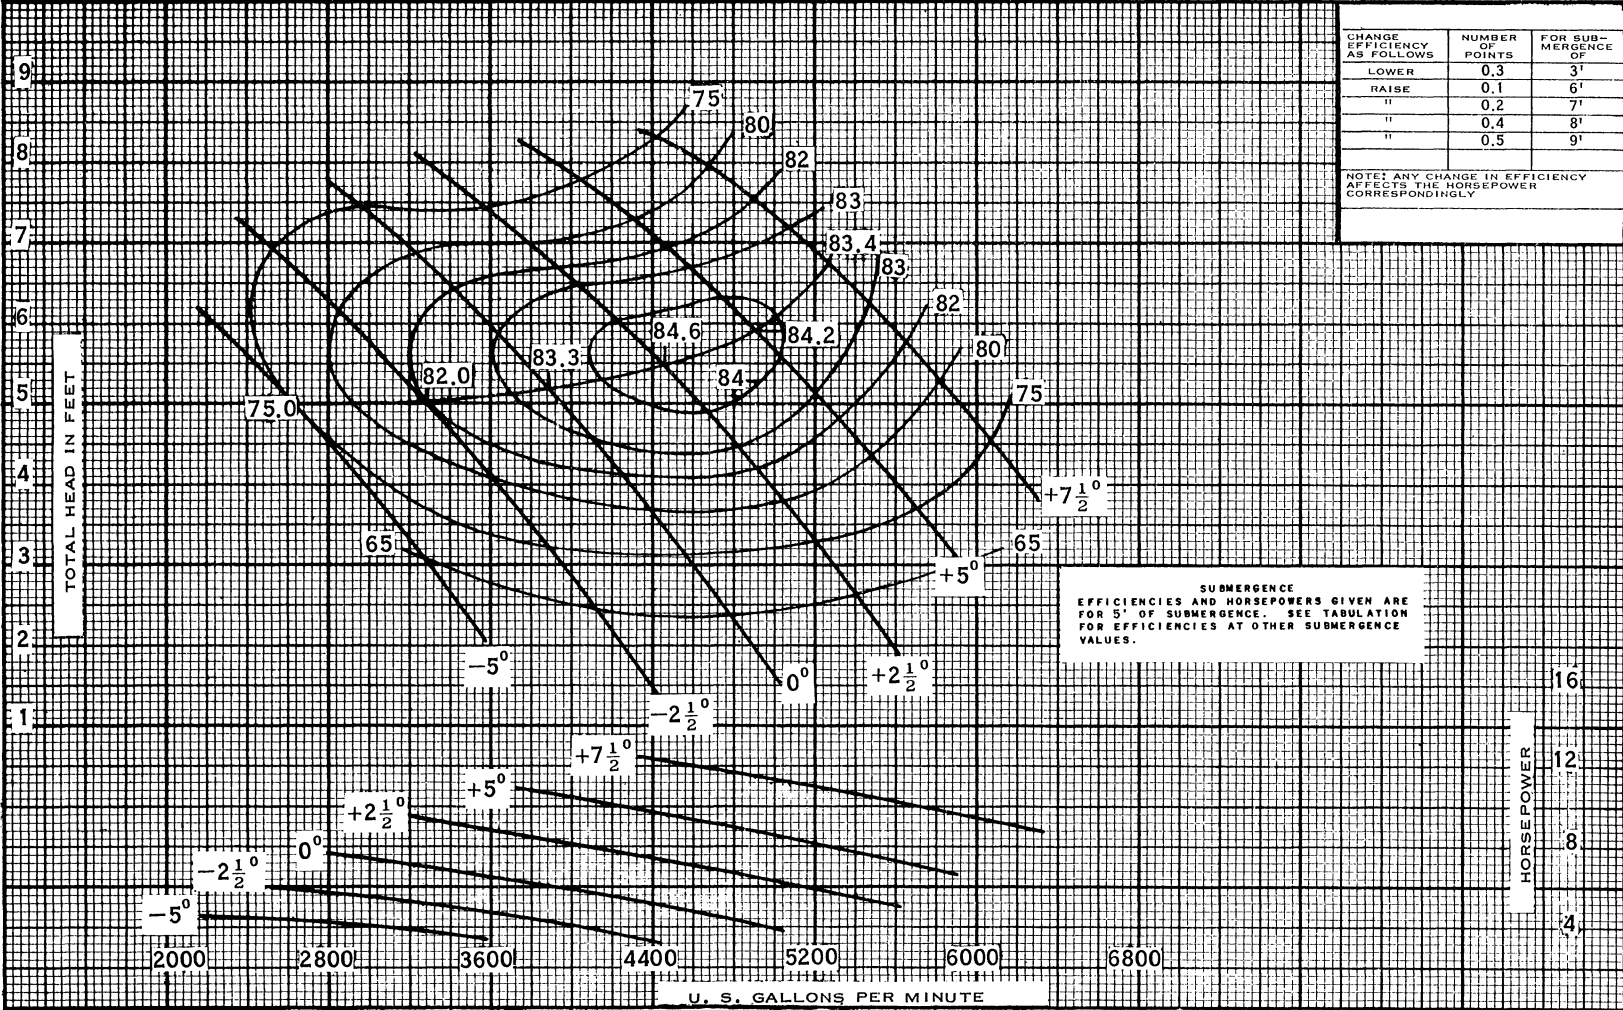 CHANGE EFFICIENCY AS FOLLOWS NUMBER OF POINTS FOR SUB-MERGENCE OF
LOWER 0.3 3'
RAISE 0.1 6'
" 0.2 7'
" 0.4 8'
" 0.5 9'
NOTE: ANY CHANGE IN EFFICIENCY
AFFECTS THE HORSEPOWER
CORRESPONDINGLY
9
8
7
6
5
4
3
2
1
TOTAL HEAD IN FEET
75
80
82
83
83.4
83
82
80
75
84.6
84.2
83.3
84
82.0
75.0
65
65
+7½°
+5°
+2½°
0°
-2½°
-5°
SUBMERGENCE
EFFICIENCIES AND HORSEPOWERS GIVEN ARE
FOR 5' OF SUBMERGENCE. SEE TABULATION
FOR EFFICIENCIES AT OTHER SUBMERGENCE
VALUES.
+7½°
+5°
+2½°
0°
-2½°
-5°
16
12
8
4
HORSEPOWER
2000 2800 3600 4400 5200 6000 6800
U. S. GALLONS PER MINUTE